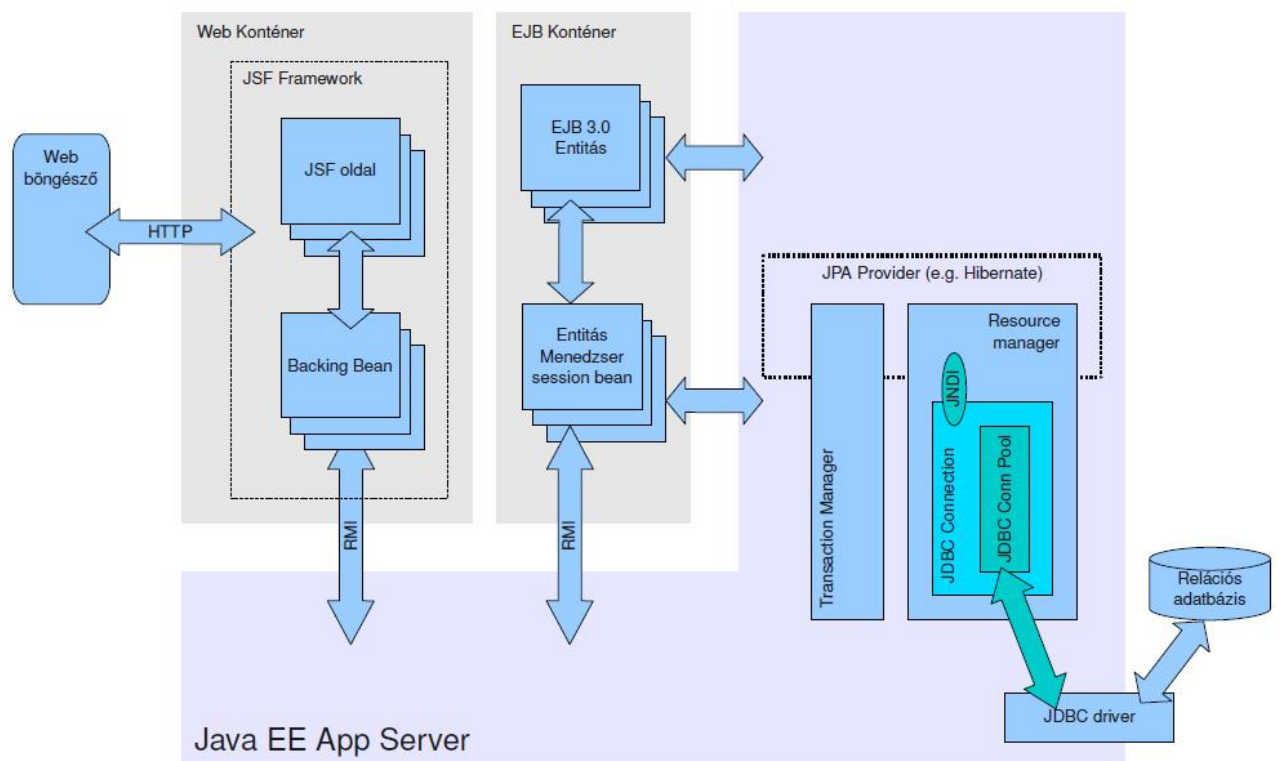 Web Konténer
EJB Konténer
JSF Framework
JSF oldal
EJB 3.0
Entitás
Web
böngésző
HTTP
JPA Provider (e.g. Hibernate)
Backing Bean
Entitás
Menedzser
session bean
Resource
manager
JNDI
Transaction Manager
JDBC Connection
JDBC Conn Pool
RMI
RMI
Relációs
adatbázis
JDBC driver
Java EE App Server